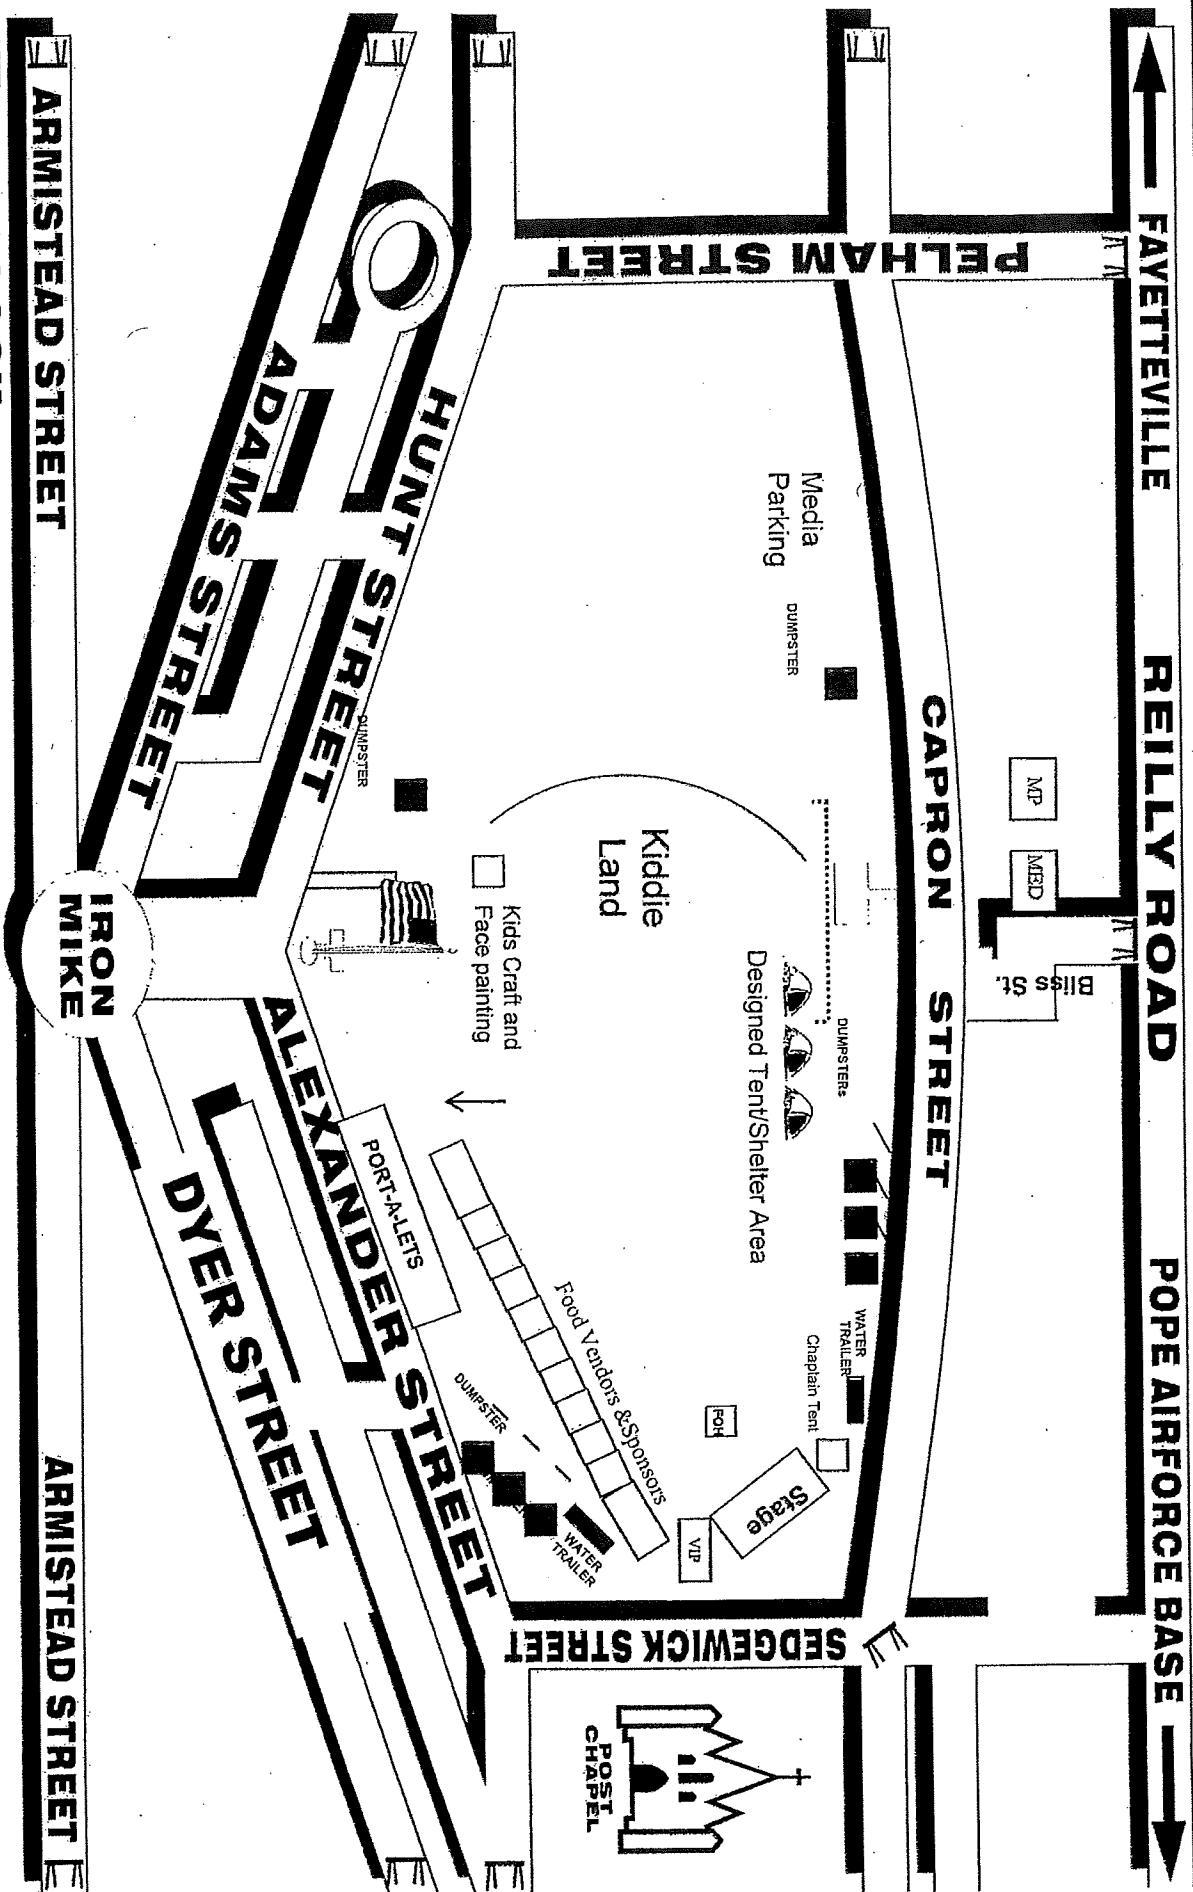 FAYETTEVILLE
REILLY ROAD
POPE AIRFORCE BASE
MP
MED
Bliss St.
PELHAM STREET
CAPRON STREET
Media
Parking
DUMPSTER
DUMPSTERs
WATER
TRAILER
Chaplain Tent
Designed Tent/Shelter Area
Kiddie
Land
FOH
Stage
VIP
Food Vendors &Sponsors
SEDGEWICK STREET
POST
CHAPEL
Kids Craft and
Face painting
DUMPSTER
PORT-A-LETS
DUMPSTER
WATER
TRAILER
HUNT STREET
ALEXANDER STREET
ADAMS STREET
DYER STREET
IRON
MIKE
ARMISTEAD STREET
ARMISTEAD STREET